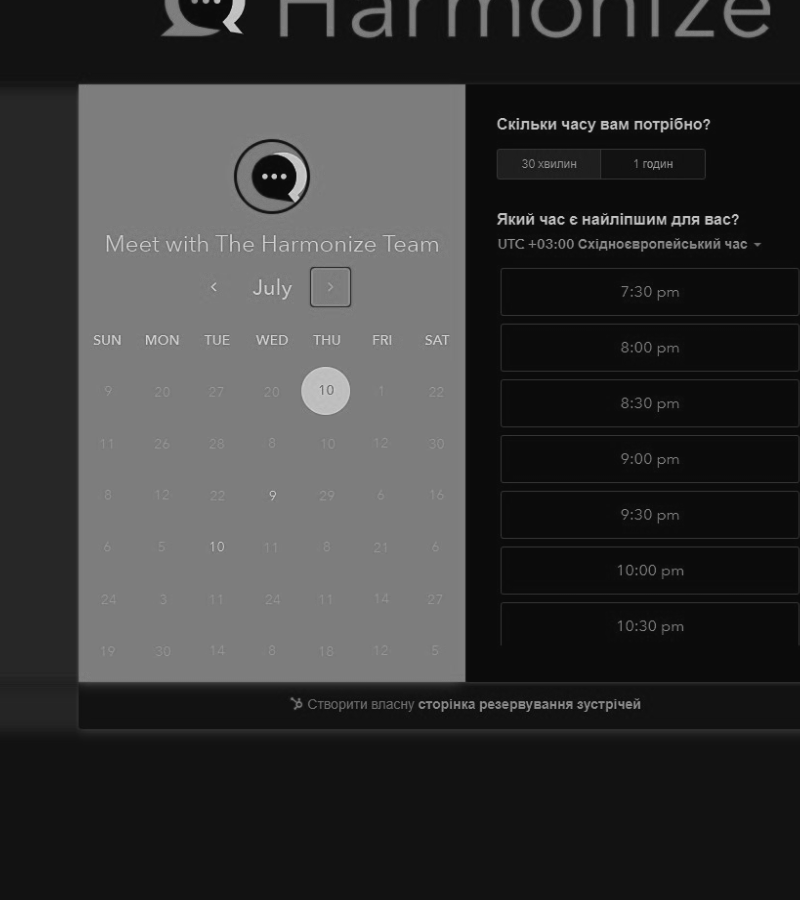 Harmonize
Meet with The Harmonize Team
July
SUN MON TUE WED THU FRI SAT
9 20 27 20 10 1 22
11 26 28 8 10 12 30
8 12 22 9 29 6 16
6 5 10 11 8 21 6
24 3 11 24 11 14 27
19 30 14 8 18 12 5
Скільки часу вам потрібно?
30 хвилин 1 годин
Який час є найліпшим для вас?
UTC +03:00 Східноєвропейський час
7:30 pm
8:00 pm
8:30 pm
9:00 pm
9:30 pm
10:00 pm
10:30 pm
Створити власну сторінка резервування зустрічей